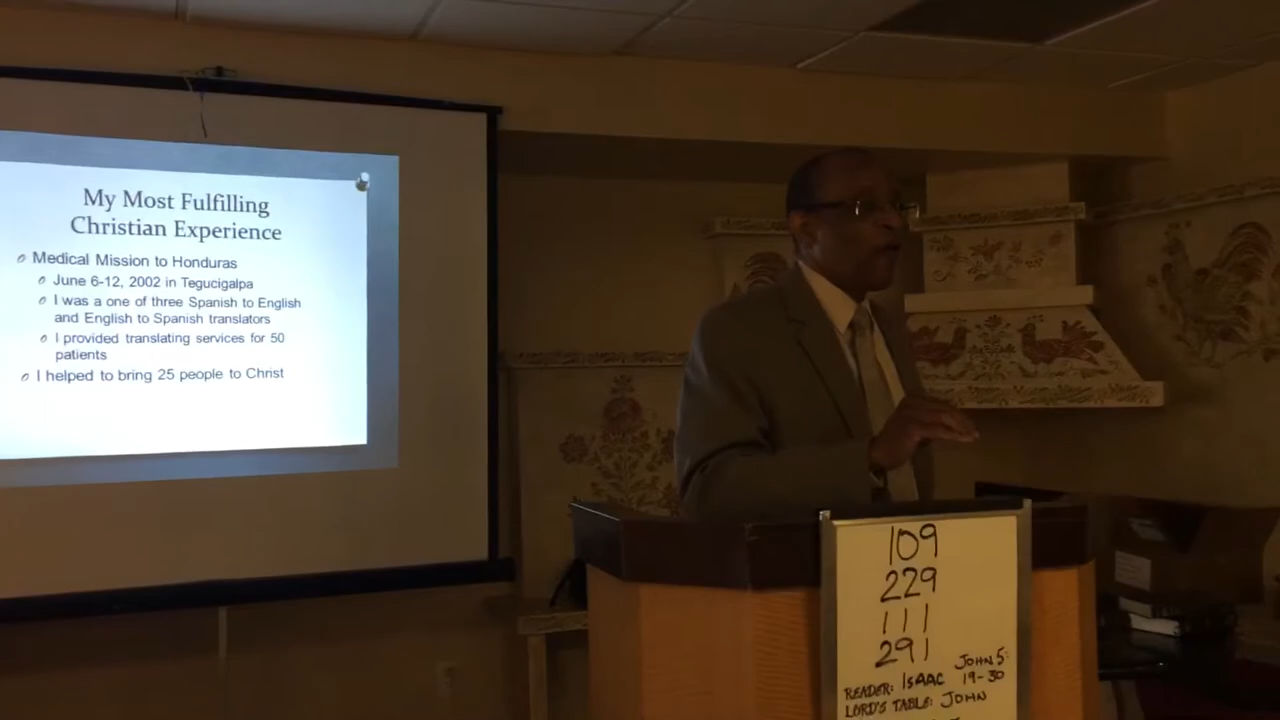 My Most Fulfilling
Christian Experience
Medical Mission to Honduras
June 6-12, 2002 in Tegucigalpa
I was a one of three Spanish to English
and English to Spanish translators
I provided translating services for 50
patients
I helped to bring 25 people to Christ
109
229
111
291
READER: ISAAC JOHN 5:
19-30
LORD'S TABLE: JOHN